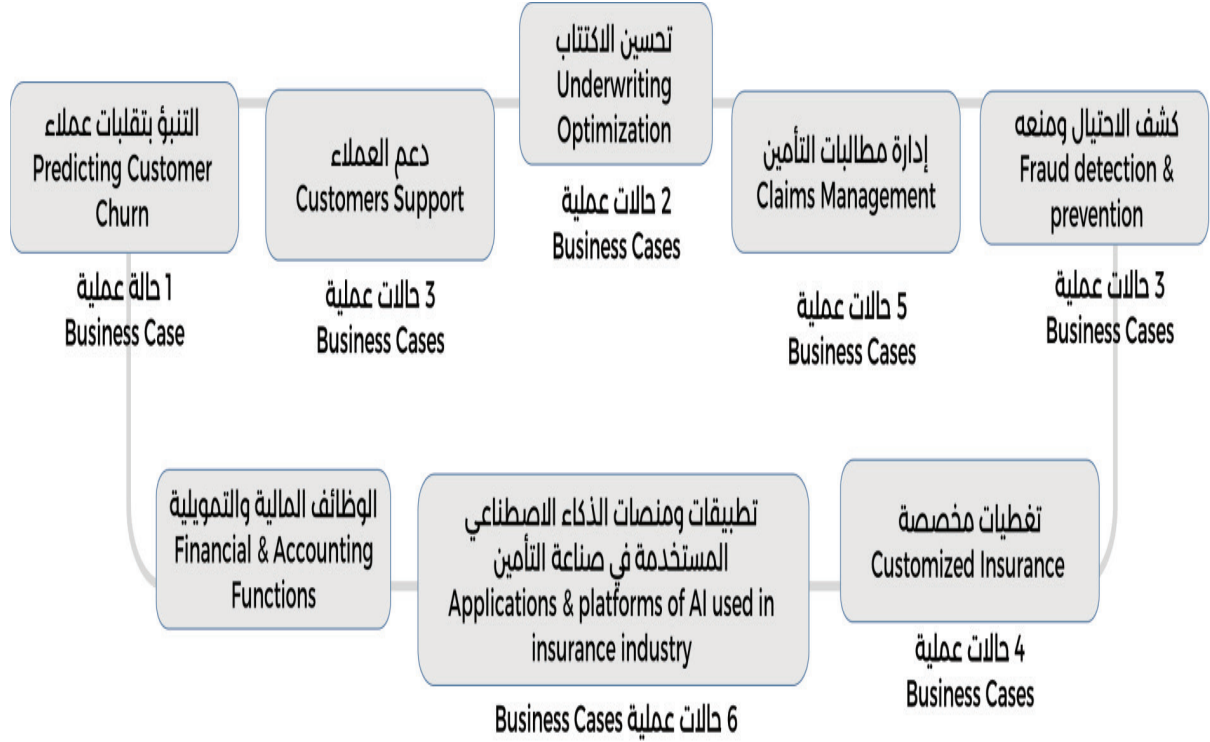 تحسين الاكتتاب
Underwriting
Optimization
2 حالات عملية
Business Cases
التنبؤ بتقلبات عملاء
Predicting Customer
Churn
1 حالة عملية
Business Case
دعم العملاء
Customers Support
3 حالات عملية
Business Cases
إدارة مطالبات التأمين
Claims Management
5 حالات عملية
Business Cases
كشف الاحتيال ومنعه
Fraud detection &
prevention
3 حالات عملية
Business Cases
الوظائف المالية والتمويلية
Financial & Accounting
Functions
تطبيقات ومنصات الذكاء الاصطناعي
المستخدمة في صناعة التأمين
Applications & platforms of AI used in
insurance industry
6 حالات عملية Business Cases
تغطيات مخصصة
Customized Insurance
4 حالات عملية
Business Cases